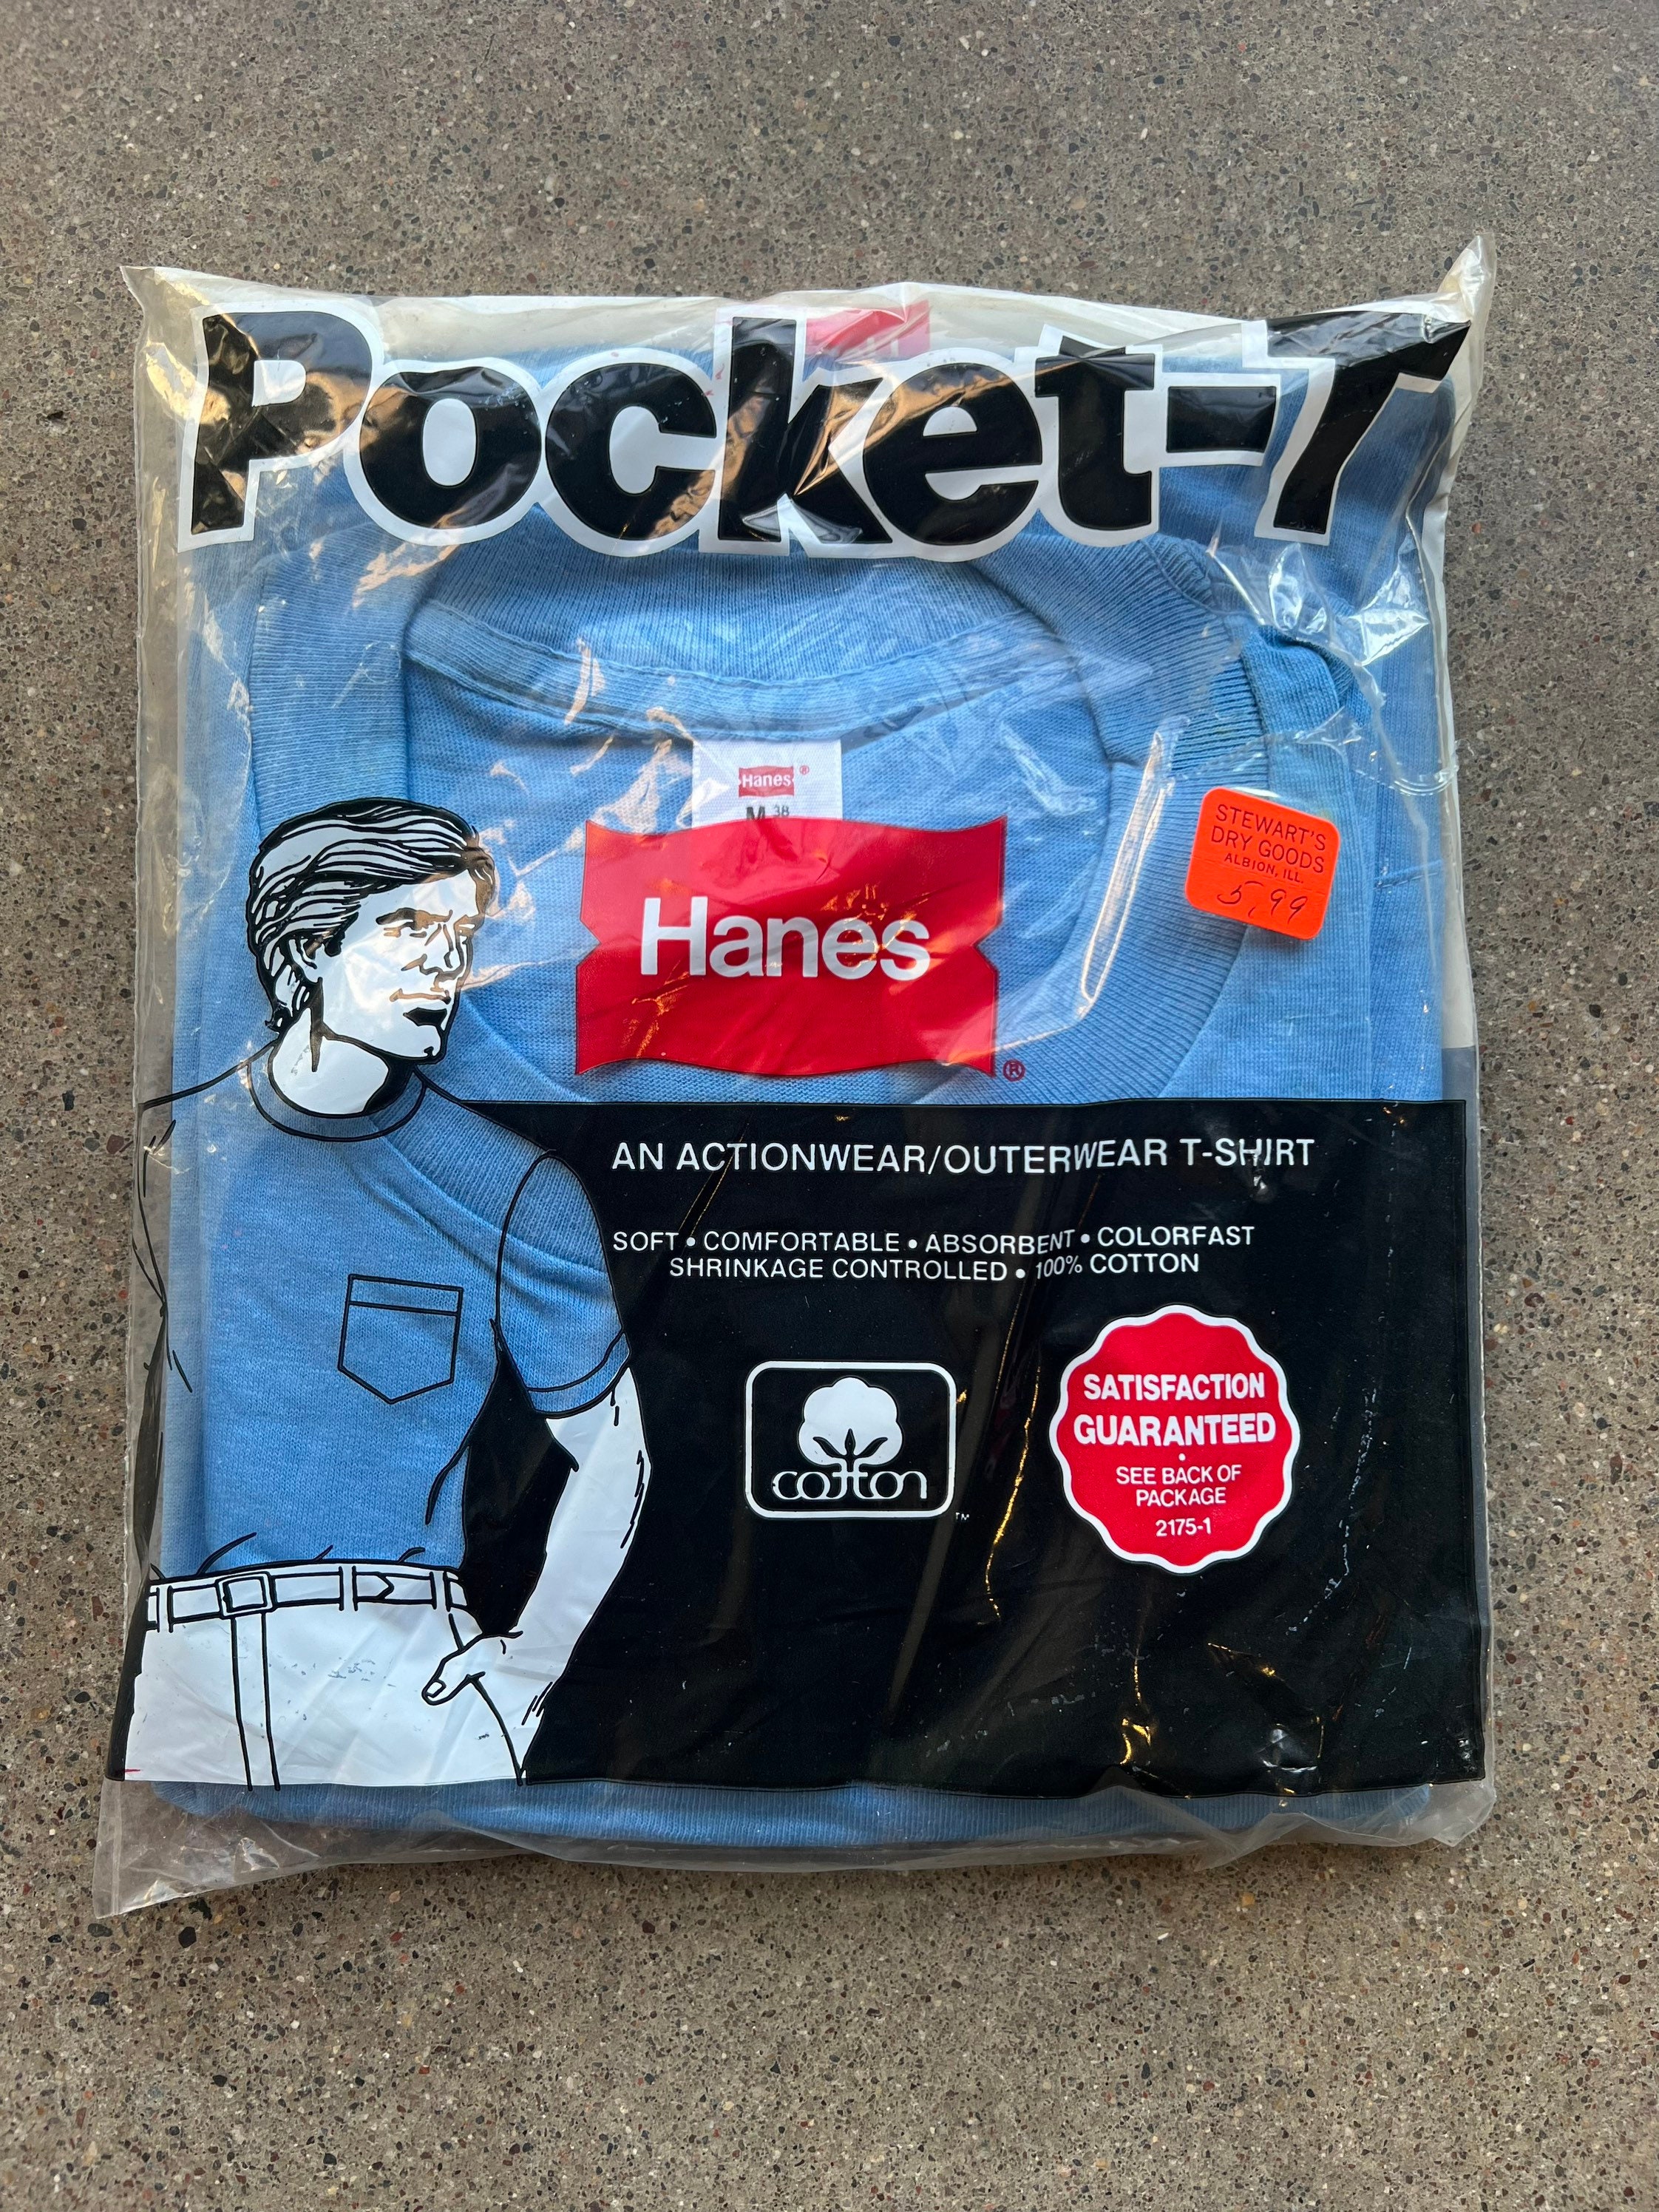 Pocket-T
Hanes®
M 38
STEWART'S
DRY GOODS
ALBION, ILL.
5,99
Hanes
®
AN ACTIONWEAR/OUTERWEAR T-SHIRT
SOFT • COMFORTABLE • ABSORBENT • COLORFAST
SHRINKAGE CONTROLLED • 100% COTTON
SATISFACTION
GUARANTEED
•
SEE BACK OF
PACKAGE
2175-1
cotton
TM